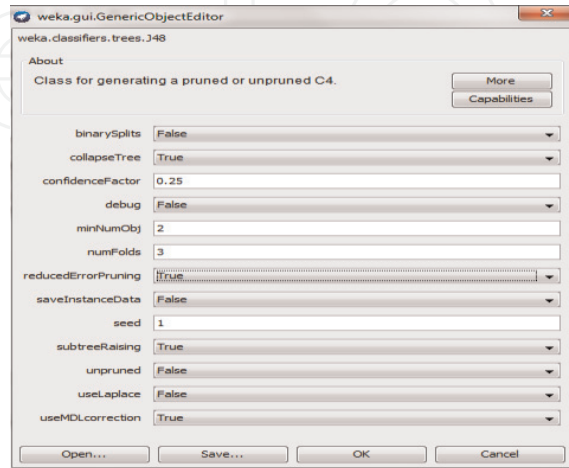 weka.gui.GenericObjectEditor
weka.classifiers.trees.J48
About
Class for generating a pruned or unpruned C4.
More
Capabilities
binarySplits False
collapseTree True
confidenceFactor 0.25
debug False
minNumObj 2
numFolds 3
reducedErrorPruning True
saveInstanceData False
seed 1
subtreeRaising True
unpruned False
useLaplace False
useMDLcorrection True
Open... Save... OK Cancel